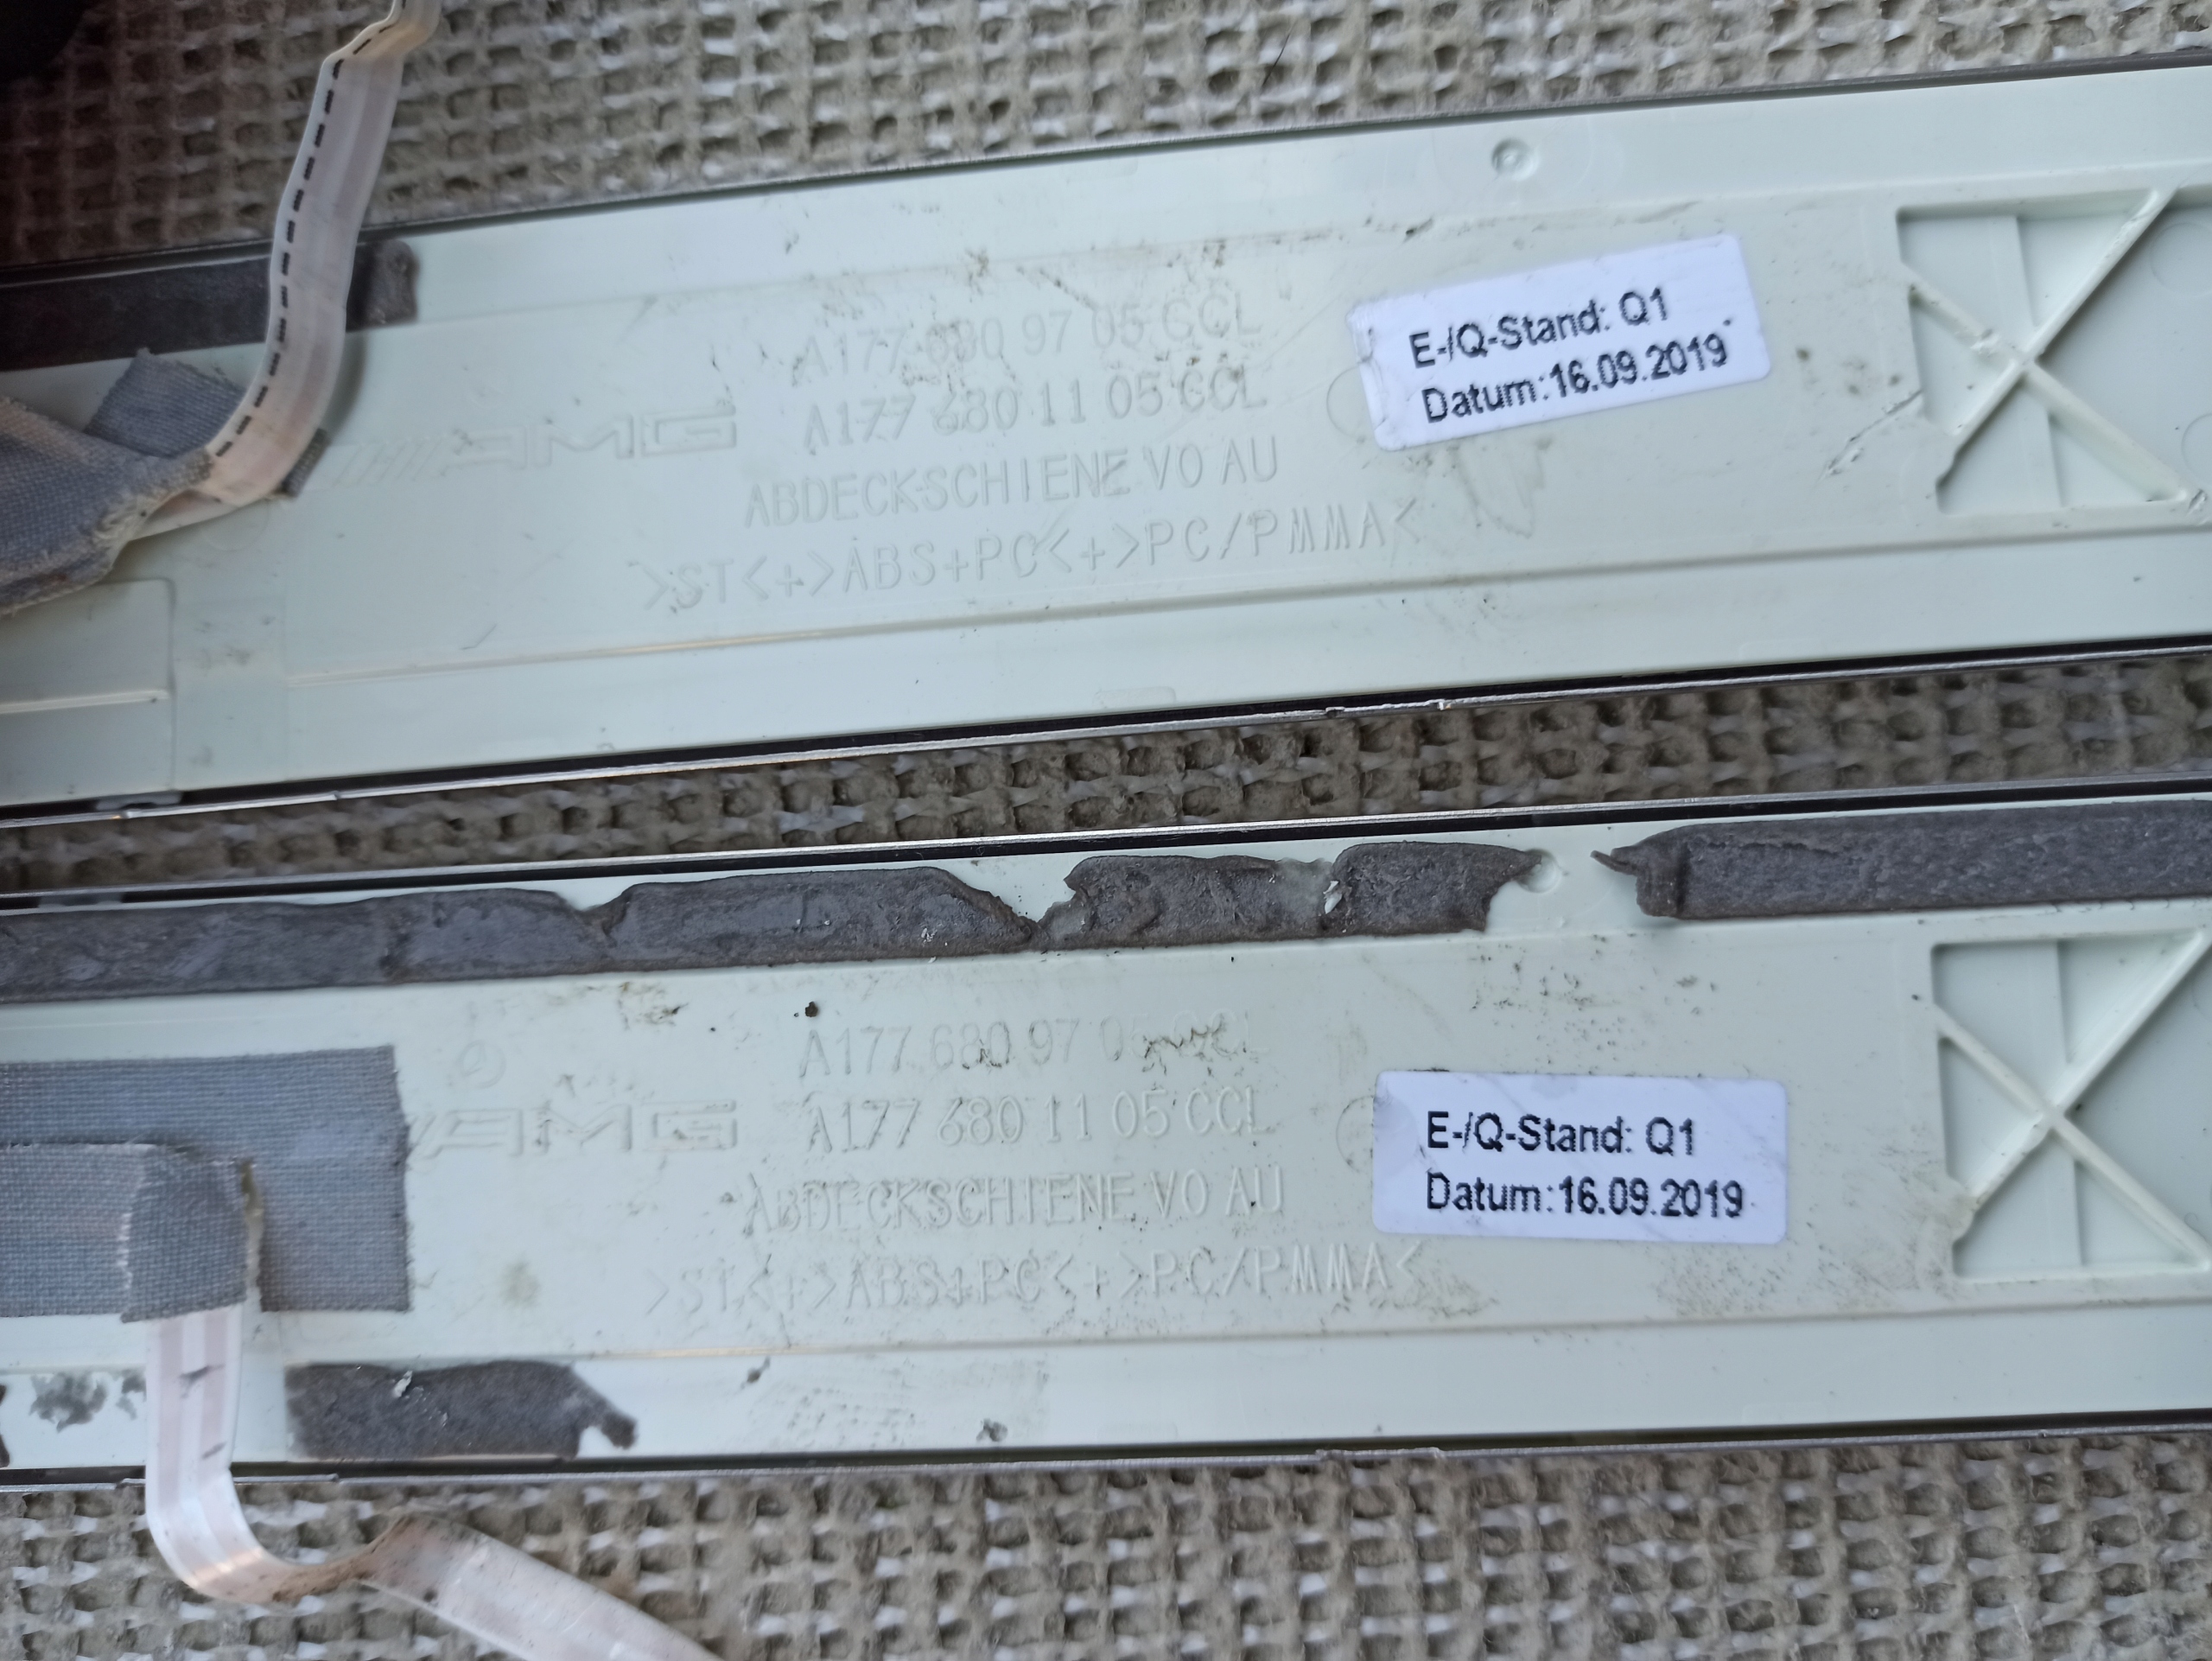 A177 680 97 05 CCL
A177 680 11 05 CCL
AMG
ABDECKSCHIENE VO AU
>ST<+>ABS+PC<+>PC/PMMA<
E-/Q-Stand: Q1
Datum:16.09.2019
A177 680 97 05 CCL
A177 680 11 05 CCL
AMG
ABDECKSCHIENE VO AU
>ST<+>ABS+PC<+>PC/PMMA<
E-/Q-Stand: Q1
Datum:16.09.2019